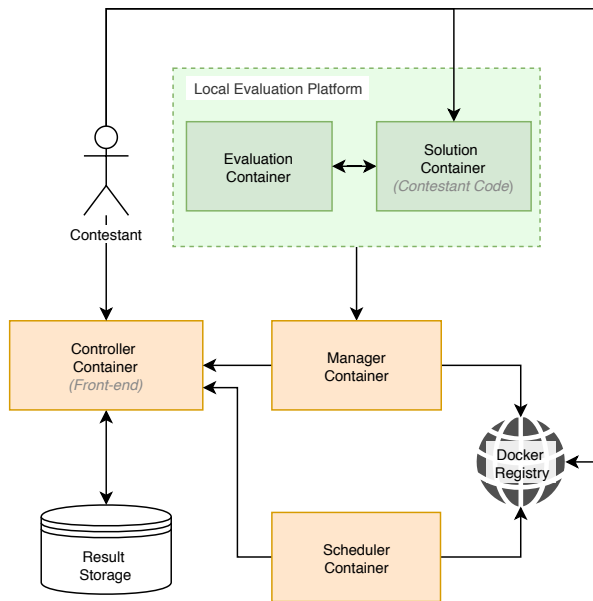 Local Evaluation Platform
Evaluation
Container
Solution
Container
(Contestant Code)
Contestant
Controller
Container
(Front-end)
Manager
Container
Docker
Registry
Result
Storage
Scheduler
Container